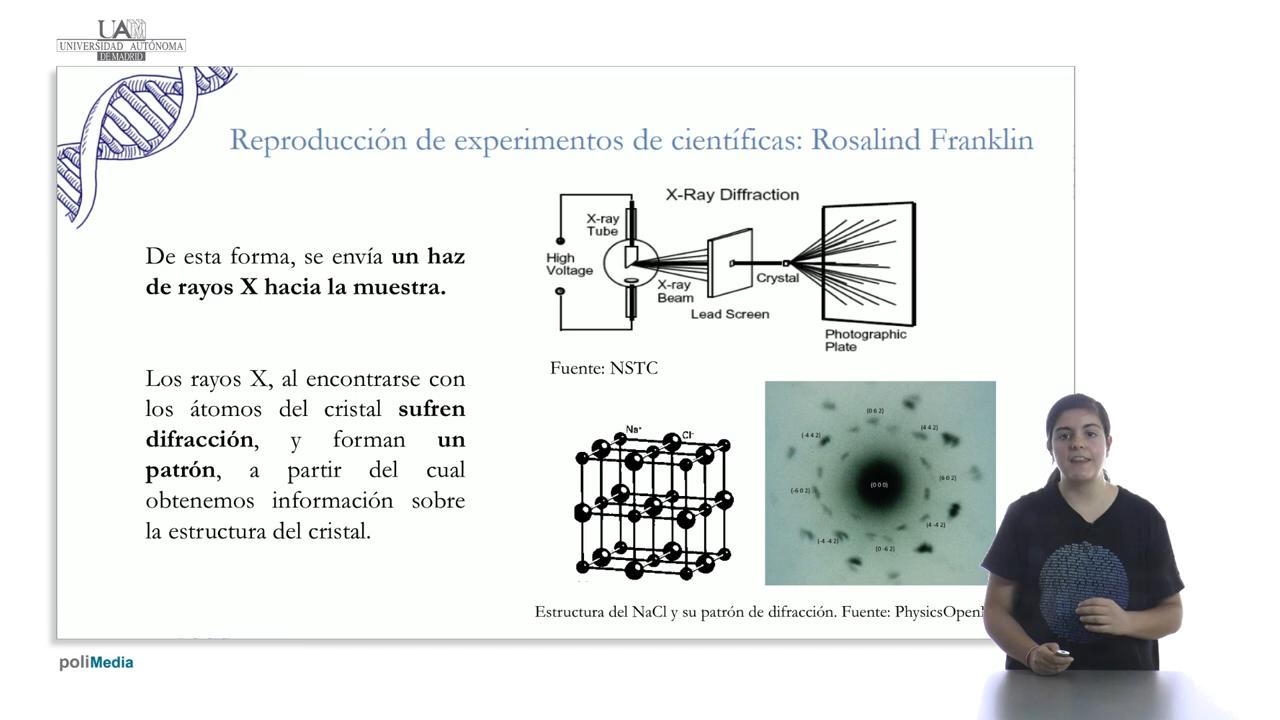 UAM
UNIVERSIDAD AUTÓNOMA
DE MADRID
Reproducción de experimentos de científicas: Rosalind Franklin
De esta forma, se envía un haz
de rayos X hacia la muestra.
Los rayos X, al encontrarse con
los átomos del cristal sufren
difracción, y forman un
patrón, a partir del cual
obtenemos información sobre
la estructura del cristal.
X-Ray Diffraction
X-ray
Tube
High
Voltage
X-ray
Beam
Lead Screen
Crystal
Photographic
Plate
Fuente: NSTC
Na+
Cl-
(0 6 2)
(-4 4 2)
(4 4 2)
(-6 0 2)
(0 0 0)
(6 0 2)
(4 -4 2)
(-4 -4 2)
(0 -6 2)
Estructura del NaCl y su patrón de difracción. Fuente:
poliMedia